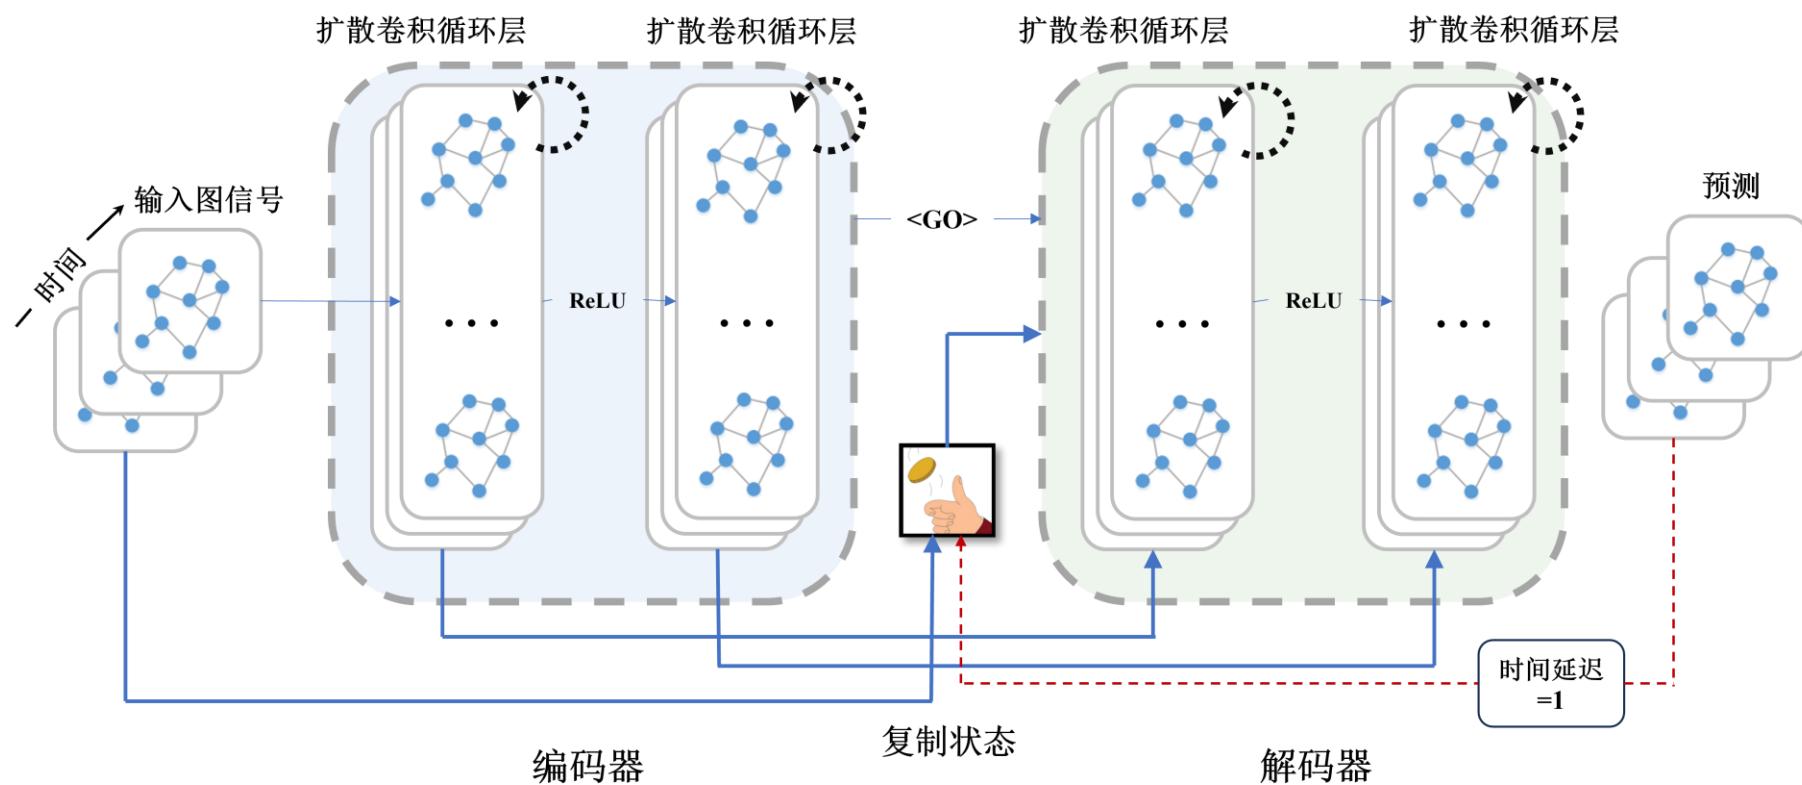 扩散卷积循环层
扩散卷积循环层
扩散卷积循环层
扩散卷积循环层
输入图信号
时间
<GO>
预测
ReLU
ReLU
时间延迟
=1
复制状态
编码器
解码器